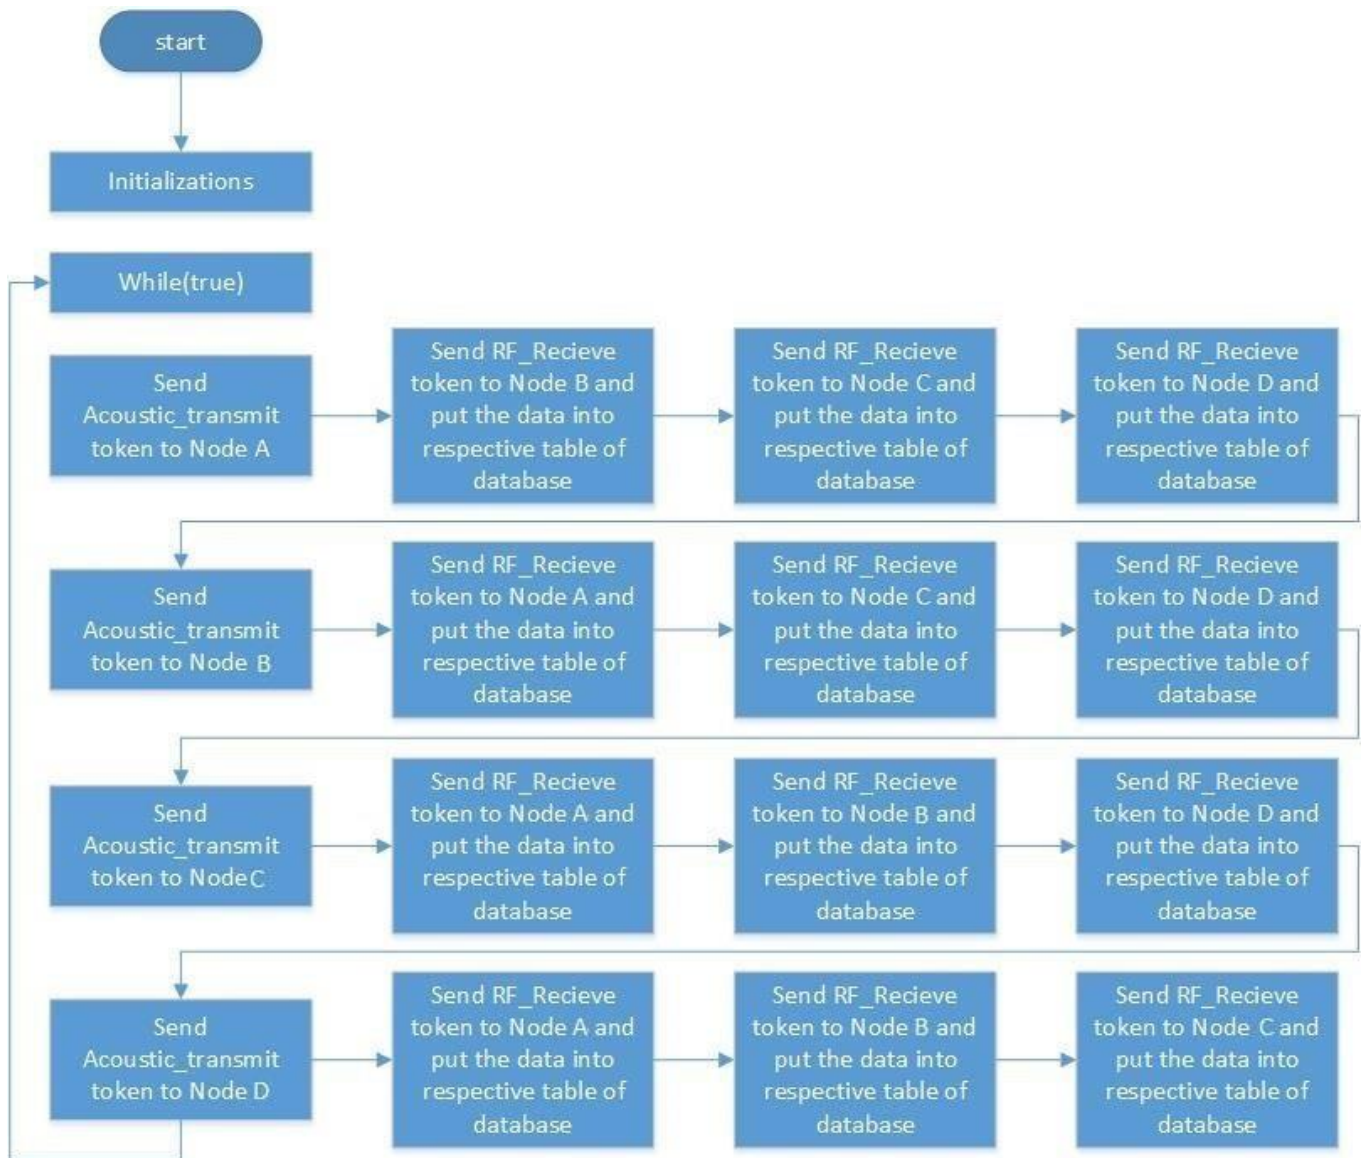 start
Initializations
While(true)
Send
Acoustic_transmit
token to Node A
Send RF_Recieve
token to Node B and
put the data into
respective table of
database
Send RF_Recieve
token to Node C and
put the data into
respective table of
database
Send RF_Recieve
token to Node D and
put the data into
respective table of
database
Send
Acoustic_transmit
token to Node B
Send RF_Recieve
token to Node A and
put the data into
respective table of
database
Send RF_Recieve
token to Node C and
put the data into
respective table of
database
Send RF_Recieve
token to Node D and
put the data into
respective table of
database
Send
Acoustic_transmit
token to Node C
Send RF_Recieve
token to Node A and
put the data into
respective table of
database
Send RF_Recieve
token to Node B and
put the data into
respective table of
database
Send RF_Recieve
token to Node D and
put the data into
respective table of
database
Send
Acoustic_transmit
token to Node D
Send RF_Recieve
token to Node A and
put the data into
respective table of
database
Send RF_Recieve
token to Node B and
put the data into
respective table of
database
Send RF_Recieve
token to Node C and
put the data into
respective table of
database